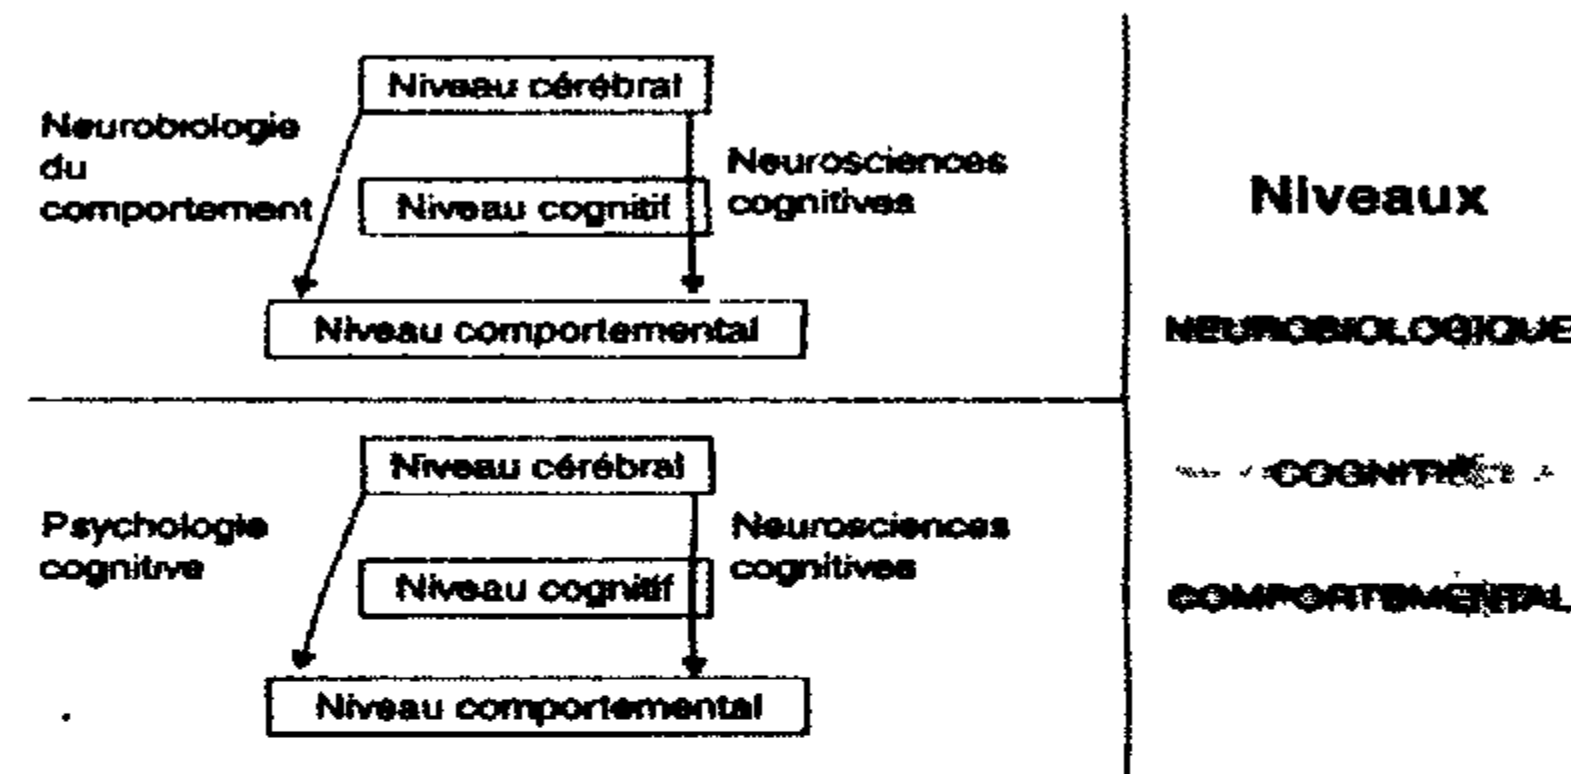 Niveau cérébral
Neurobiologie
du
comportement
Neurosciences
cognitives
Niveau cognitif
Niveau comportemental
Niveau cérébral
Psychologie
cognitive
Neurosciences
cognitives
Niveau cognitif
Niveau comportemental
Niveaux
NEUROBIOLOGIQUE
COGNITIF
COMPORTEMENTAL